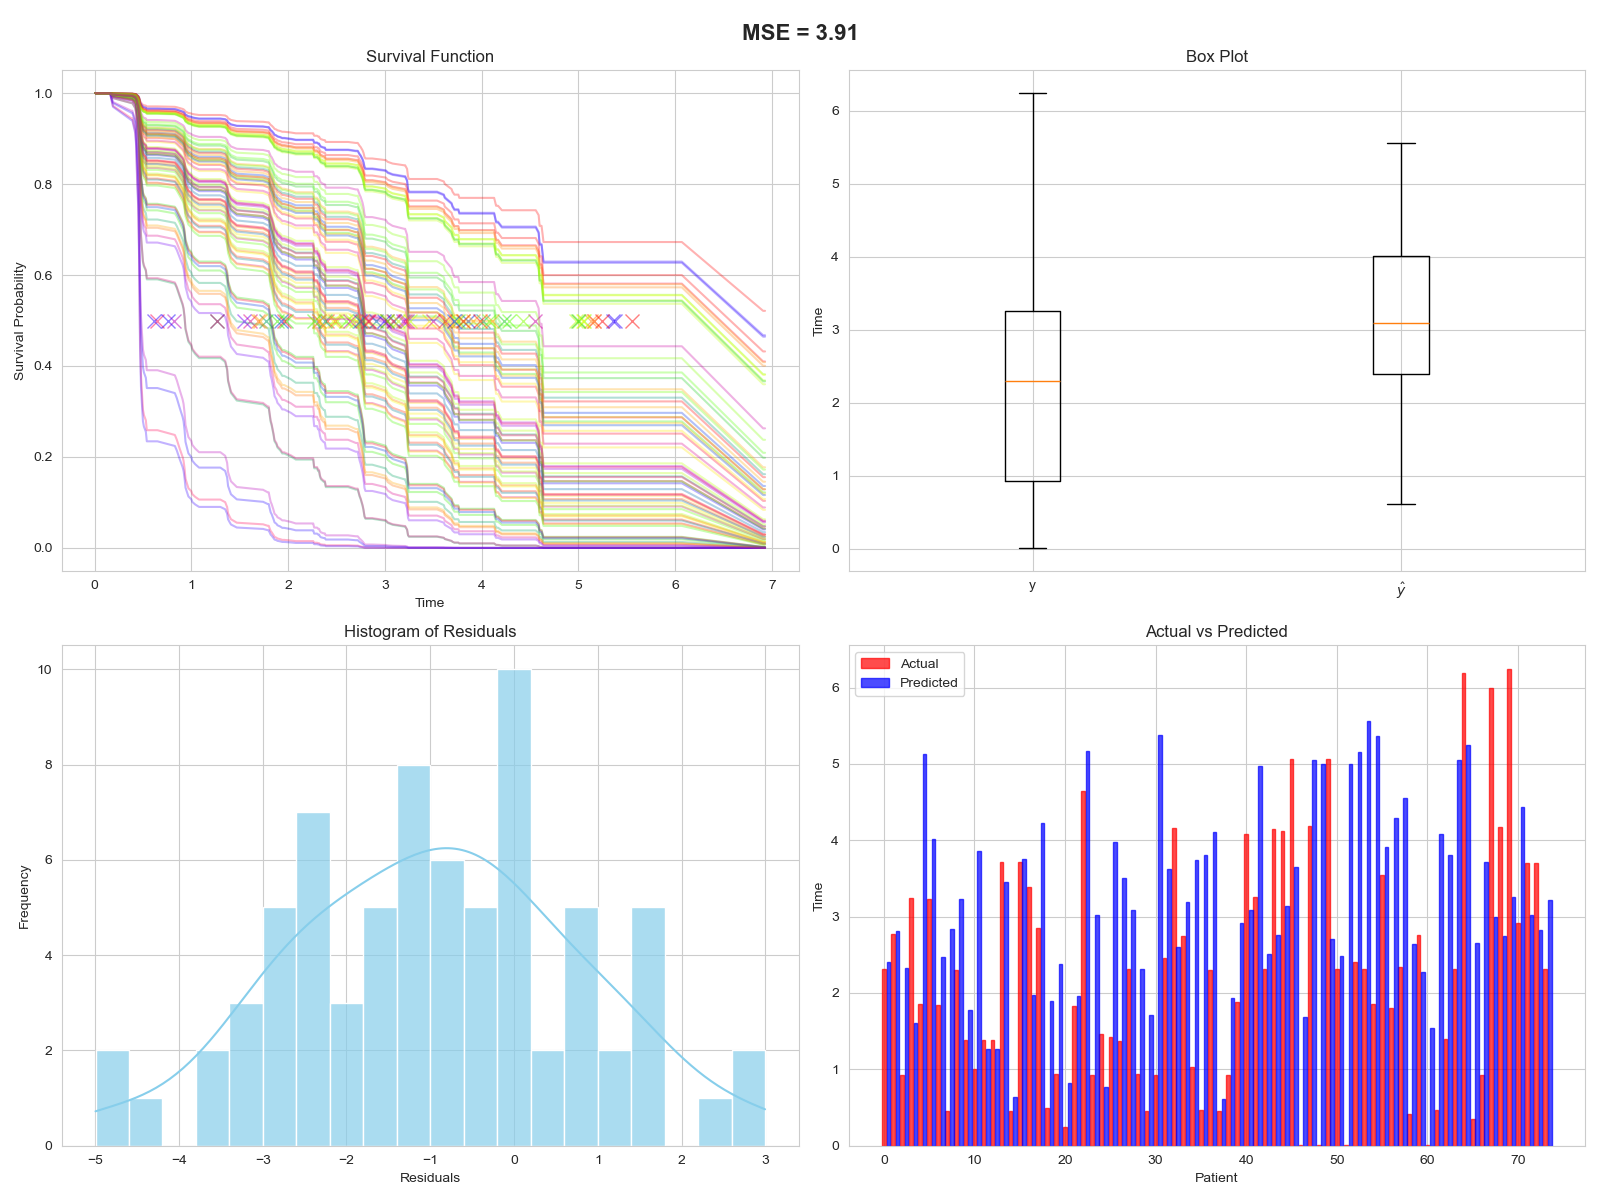 MSE = 3.91
Survival Function
Survival Probability
1.0
0.8
0.6
0.4
0.2
0.0
0 1 2 3 4 5 6 7
Time
Box Plot
Time
6
5
4
3
2
1
0
y ŷ
Histogram of Residuals
Frequency
10
8
6
4
2
0
−5 −4 −3 −2 −1 0 1 2 3
Residuals
Actual vs Predicted
Actual
Predicted
Time
6
5
4
3
2
1
0
0 10 20 30 40 50 60 70
Patient